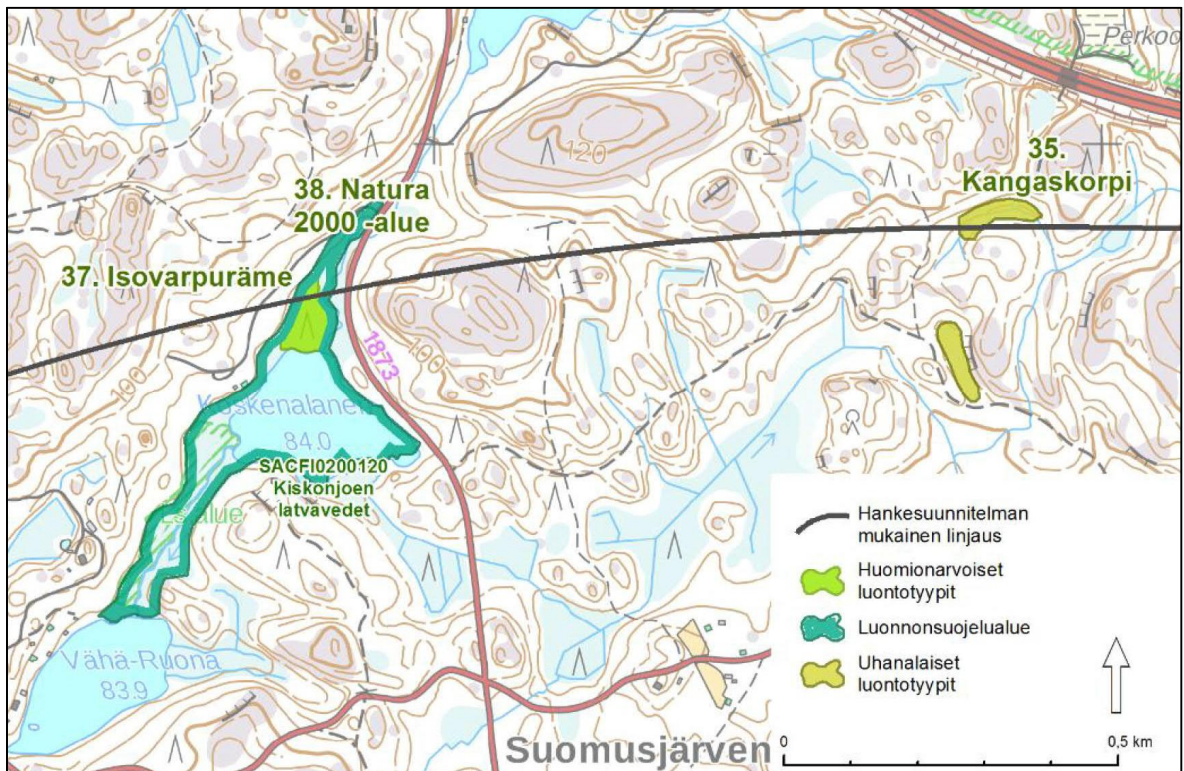 Perkoo
35.
Kangaskorpi
120
38. Natura
2000 -alue
37. Isovarpuräme
1873
100
100
84.0
SACFI0200120
Kiskonjoen
latvavedet
Vähä-Ruona
83.9
Suomusjärven
Hankesuunnitelman
mukainen linjaus
Huomionarvoiset
luontotyypit
Luonnonsuojelualue
Uhanalaiset
luontotyypit
0
0,5 km